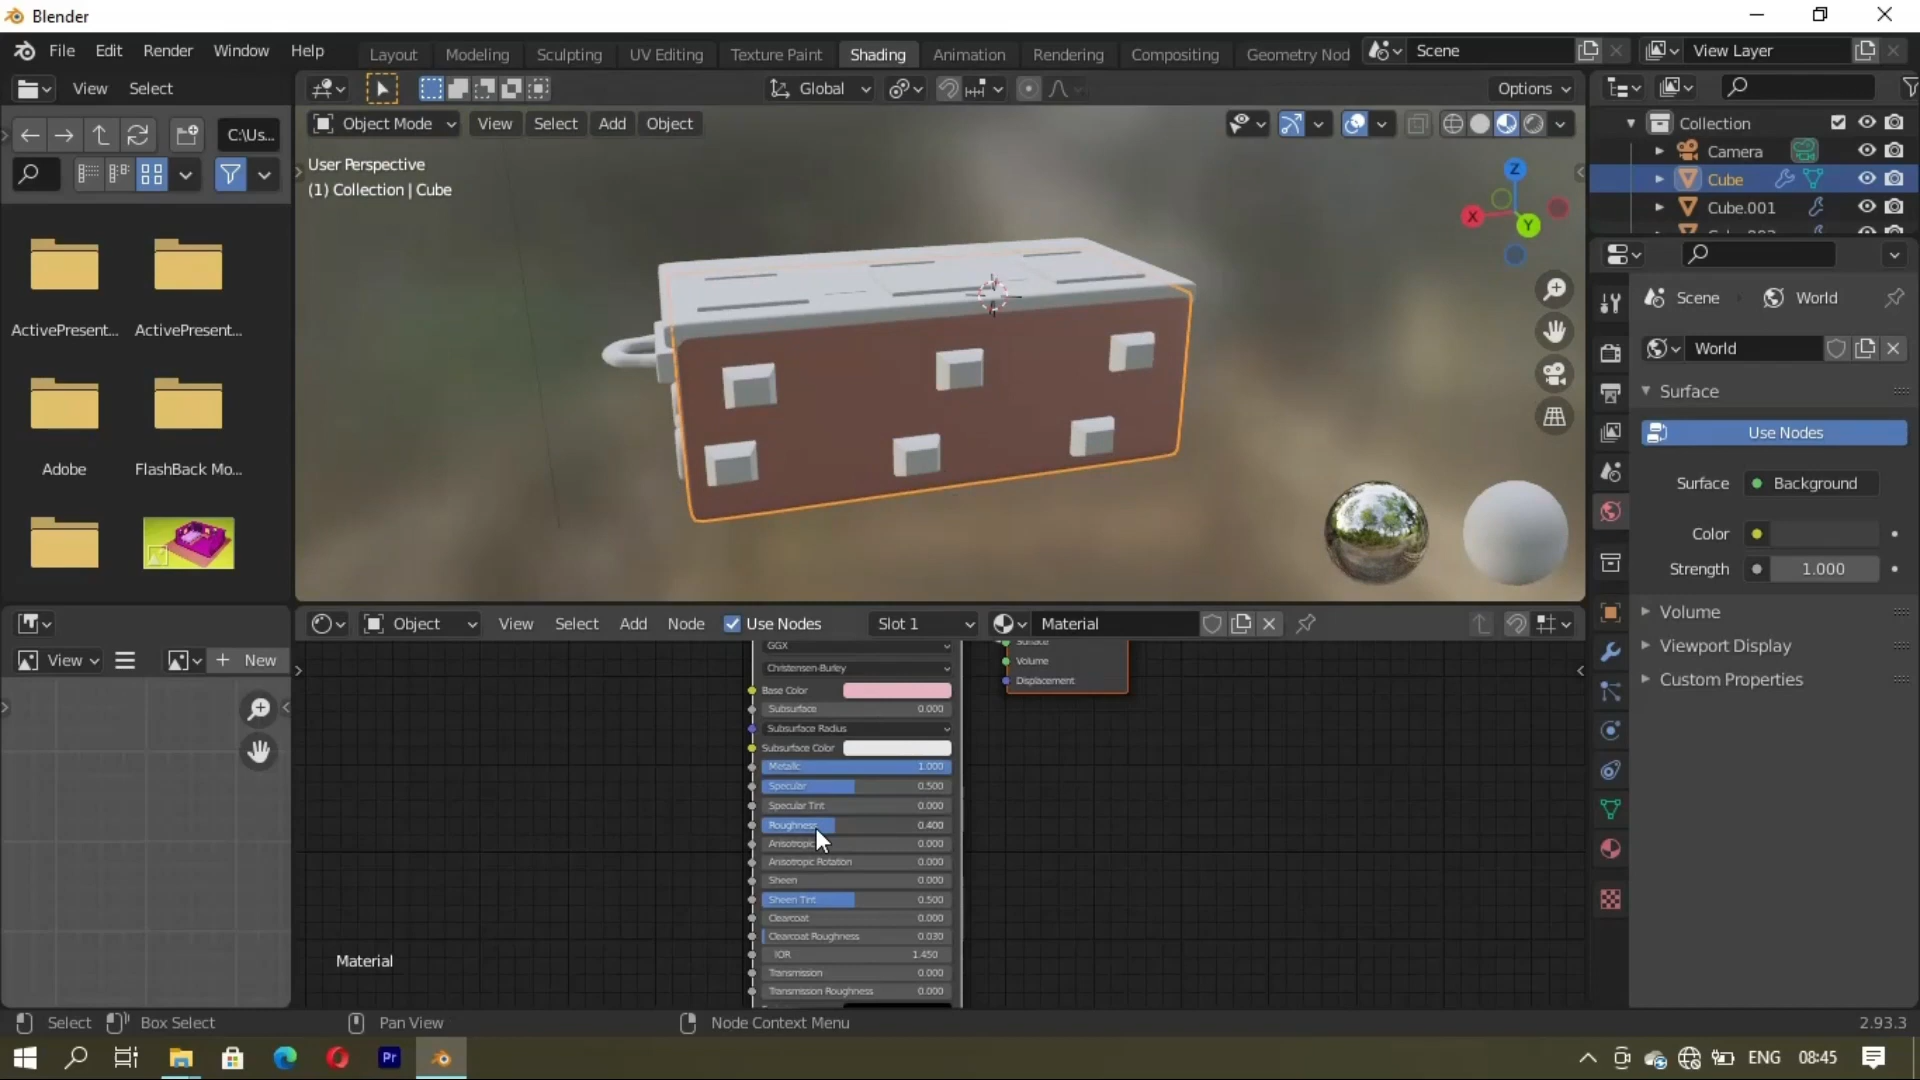 Blender
File Edit Render Window Help
Layout Modeling Sculpting UV Editing Texture Paint Shading Animation Rendering Compositing Geometry Nod
Scene
View Layer
View Select
C:\Us...
ActivePresent... ActivePresent...
Adobe FlashBack Mo...
View New
Global
Options
Object Mode View Select Add Object
User Perspective
(1) Collection | Cube
Z
X
Y
Object View Select Add Node Use Nodes Slot 1 Material
GGX
Christensen-Burley
Base Color
Subsurface 0.000
Subsurface Radius
Subsurface Color
Metallic 1.000
Specular 0.500
Specular Tint 0.000
Roughness 0.400
Anisotropic 0.000
Anisotropic Rotation 0.000
Sheen 0.000
Sheen Tint 0.500
Clearcoat 0.000
Clearcoat Roughness 0.030
IOR 1.450
Transmission 0.000
Transmission Roughness 0.000
Surface
Volume
Displacement
Material
Collection
Camera
Cube
Cube.001
Scene World
World
Surface
Use Nodes
Surface Background
Color
Strength 1.000
Volume
Viewport Display
Custom Properties
Select Box Select Pan View Node Context Menu 2.93.3
Pr
ENG 08:45